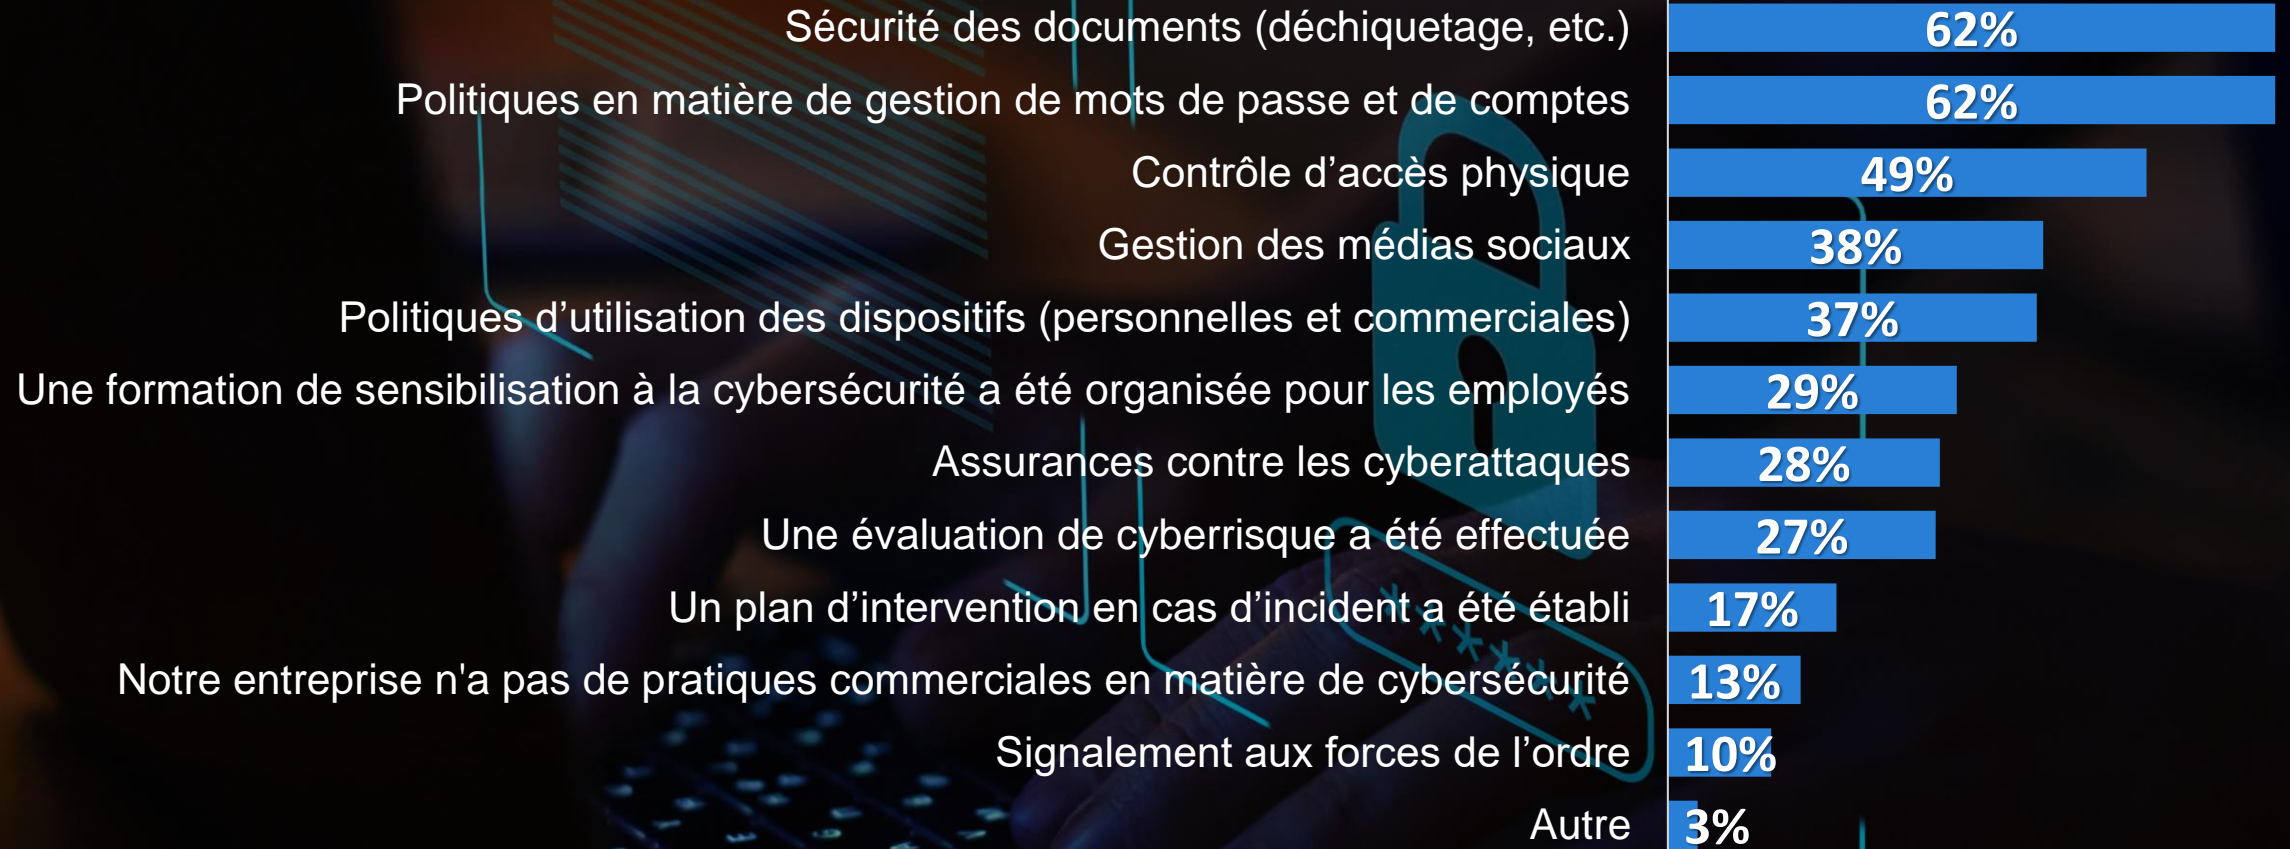 Sécurité des documents (déchiquetage, etc.) 62%
Politiques en matière de gestion de mots de passe et de comptes 62%
Contrôle d’accès physique 49%
Gestion des médias sociaux 38%
Politiques d’utilisation des dispositifs (personnelles et commerciales) 37%
Une formation de sensibilisation à la cybersécurité a été organisée pour les employés 29%
Assurances contre les cyberattaques 28%
Une évaluation de cyberrisque a été effectuée 27%
Un plan d’intervention en cas d’incident a été établi 17%
Notre entreprise n'a pas de pratiques commerciales en matière de cybersécurité 13%
Signalement aux forces de l’ordre 10%
Autre 3%